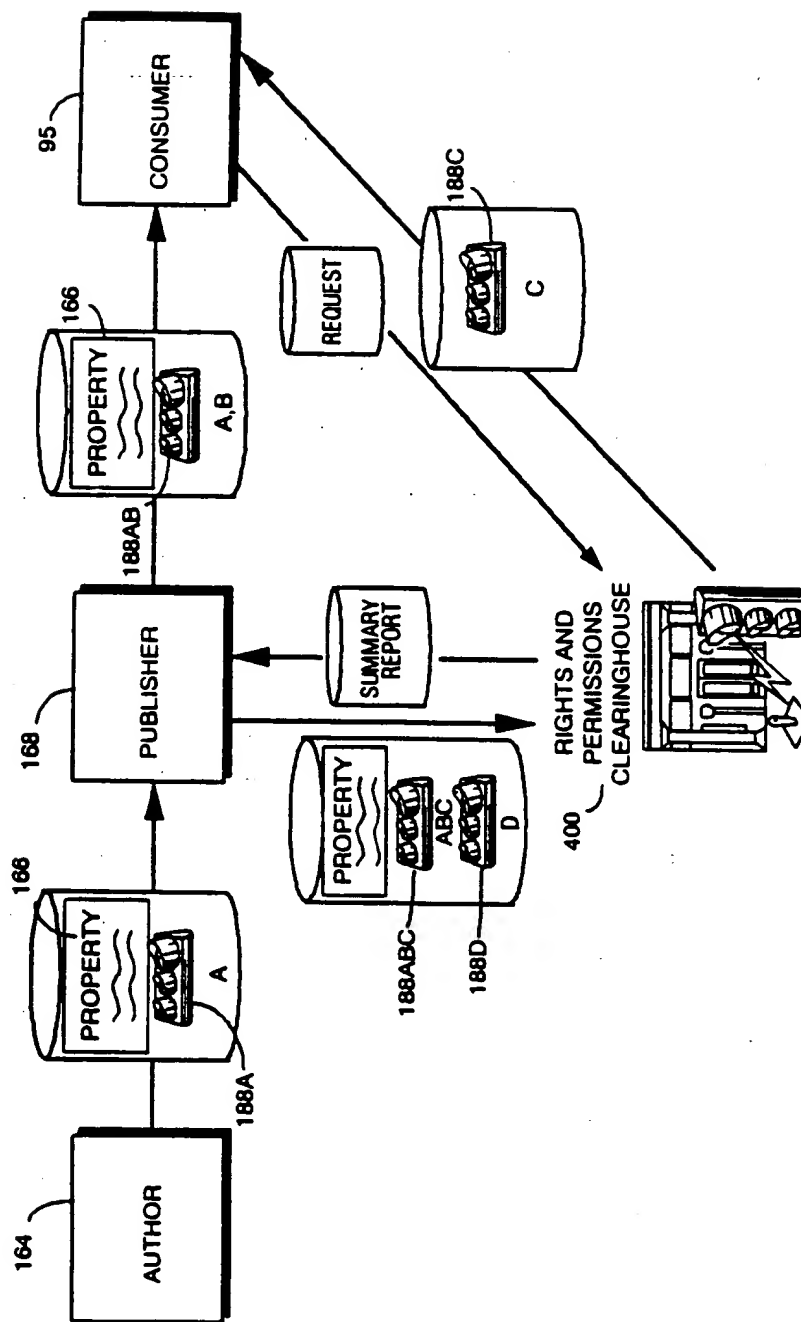 164
AUTHOR
166
PROPERTY
A
188A
168
PUBLISHER
188AB
166
PROPERTY
A,B
95
CONSUMER
PROPERTY
188ABC
ABC
188D
D
SUMMARY
REPORT
REQUEST
188C
C
400
RIGHTS AND
PERMISSIONS
CLEARINGHOUSE